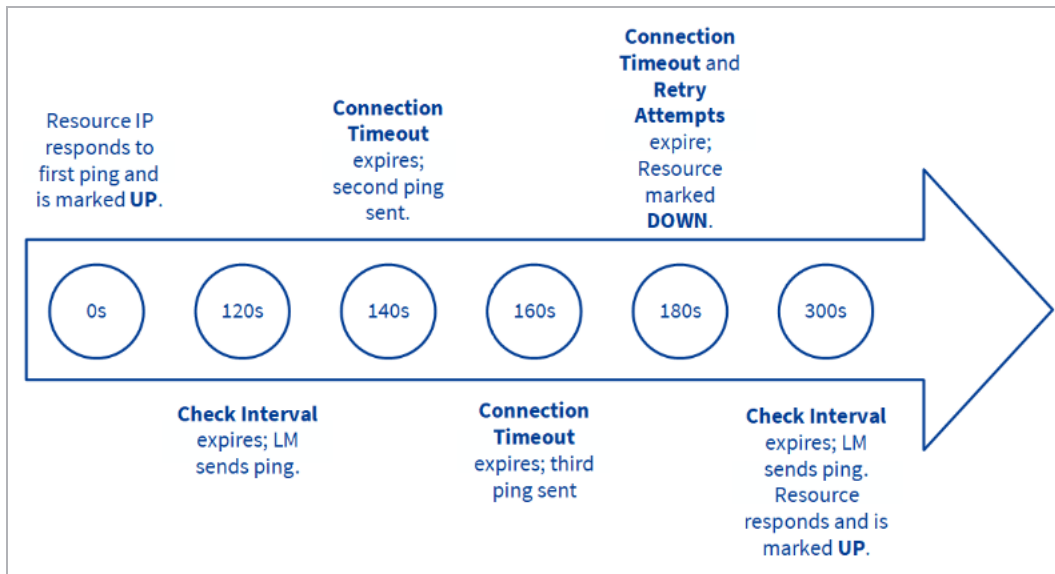 Resource IP
responds to
first ping and
is marked UP.
Connection
Timeout
expires;
second ping
sent.
Connection
Timeout and
Retry
Attempts
expire;
Resource
marked
DOWN.
0s
120s
140s
160s
180s
300s
Check Interval
expires; LM
sends ping.
Connection
Timeout
expires; third
ping sent
Check Interval
expires; LM
sends ping.
Resource
responds and is
marked UP.